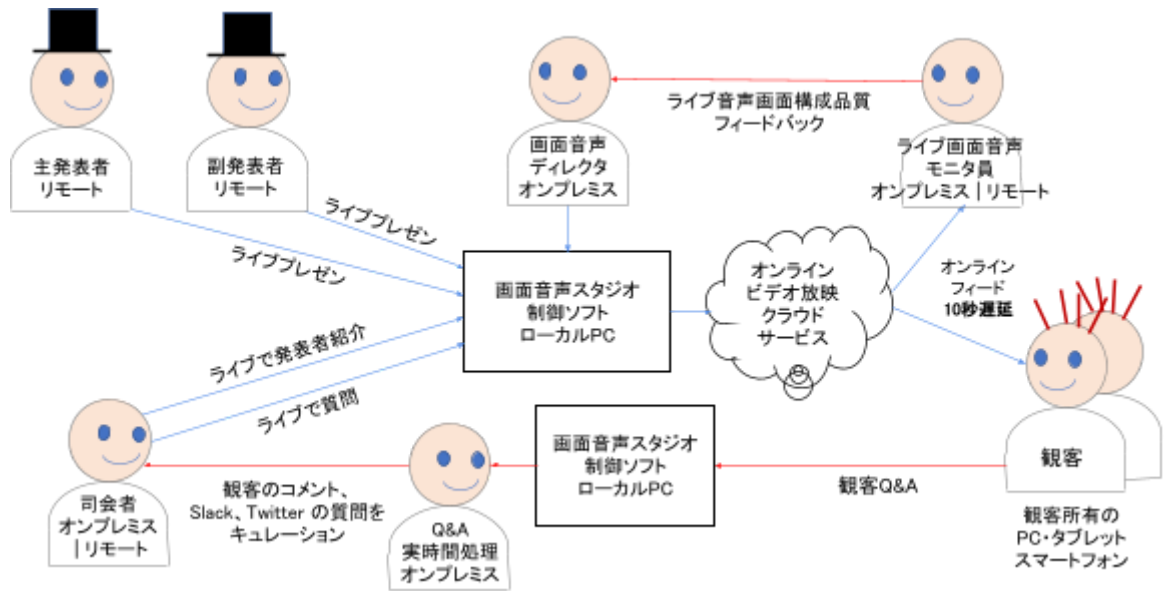 主発表者
リモート
副発表者
リモート
画面音声
ディレクタ
オンプレミス
ライブ音声画面構成品質
フィードバック
ライブ画面音声
モニタ員
オンプレミス | リモート
ライブプレゼン
ライブプレゼン
画面音声スタジオ
制御ソフト
ローカルPC
オンライン
ビデオ放映
クラウド
サービス
オンライン
フィード
10秒遅延
ライブで発表者紹介
ライブで質問
司会者
オンプレミス
| リモート
観客のコメント、
Slack、Twitter の質問を
キュレーション
Q&A
実時間処理
オンプレミス
画面音声スタジオ
制御ソフト
ローカルPC
観客Q&A
観客
観客所有の
PC・タブレット
スマートフォン